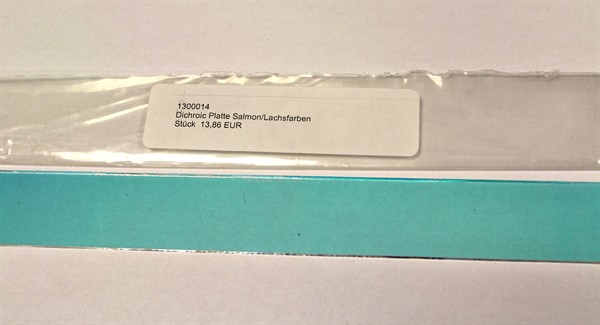 1300014
Dichroic Platte Salmon/Lachsfarben
Stück 13,86 EUR